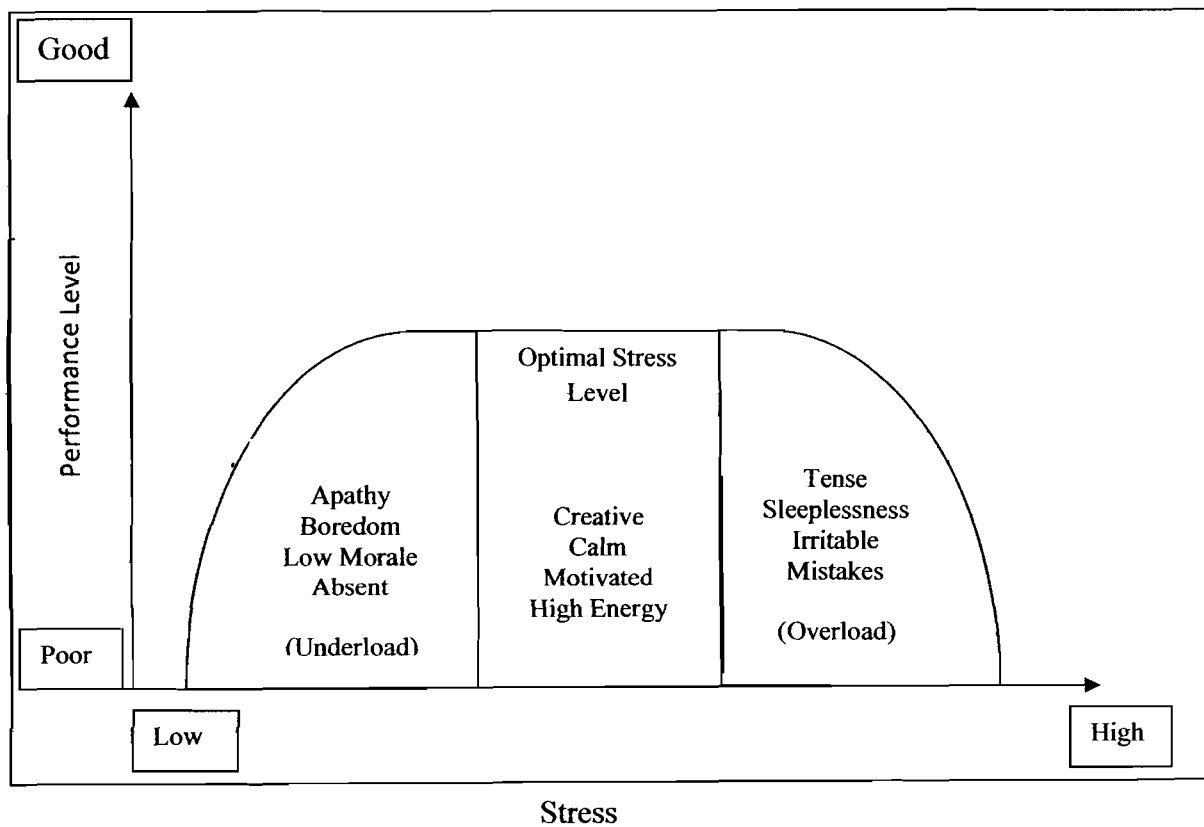 Good
Performance Level
Optimal Stress
Level
Apathy
Boredom
Low Morale
Absent
(Underload)
Creative
Calm
Motivated
High Energy
Tense
Sleeplessness
Irritable
Mistakes
(Overload)
Poor
Low
High
Stress